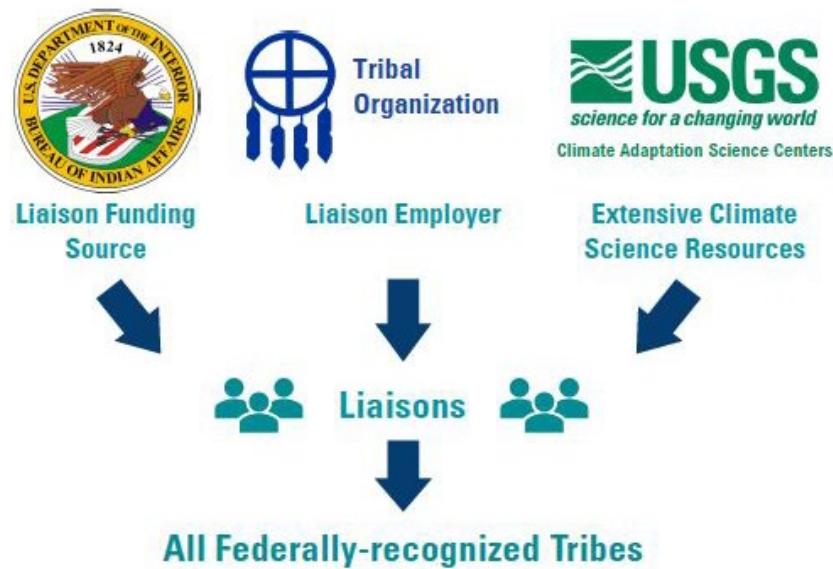 U.S. DEPARTMENT OF THE INTERIOR
1824
BUREAU OF INDIAN AFFAIRS
Tribal
Organization
USGS
science for a changing world
Climate Adaptation Science Centers
Liaison Funding
Source
Liaison Employer
Extensive Climate
Science Resources
Liaisons
All Federally-recognized Tribes